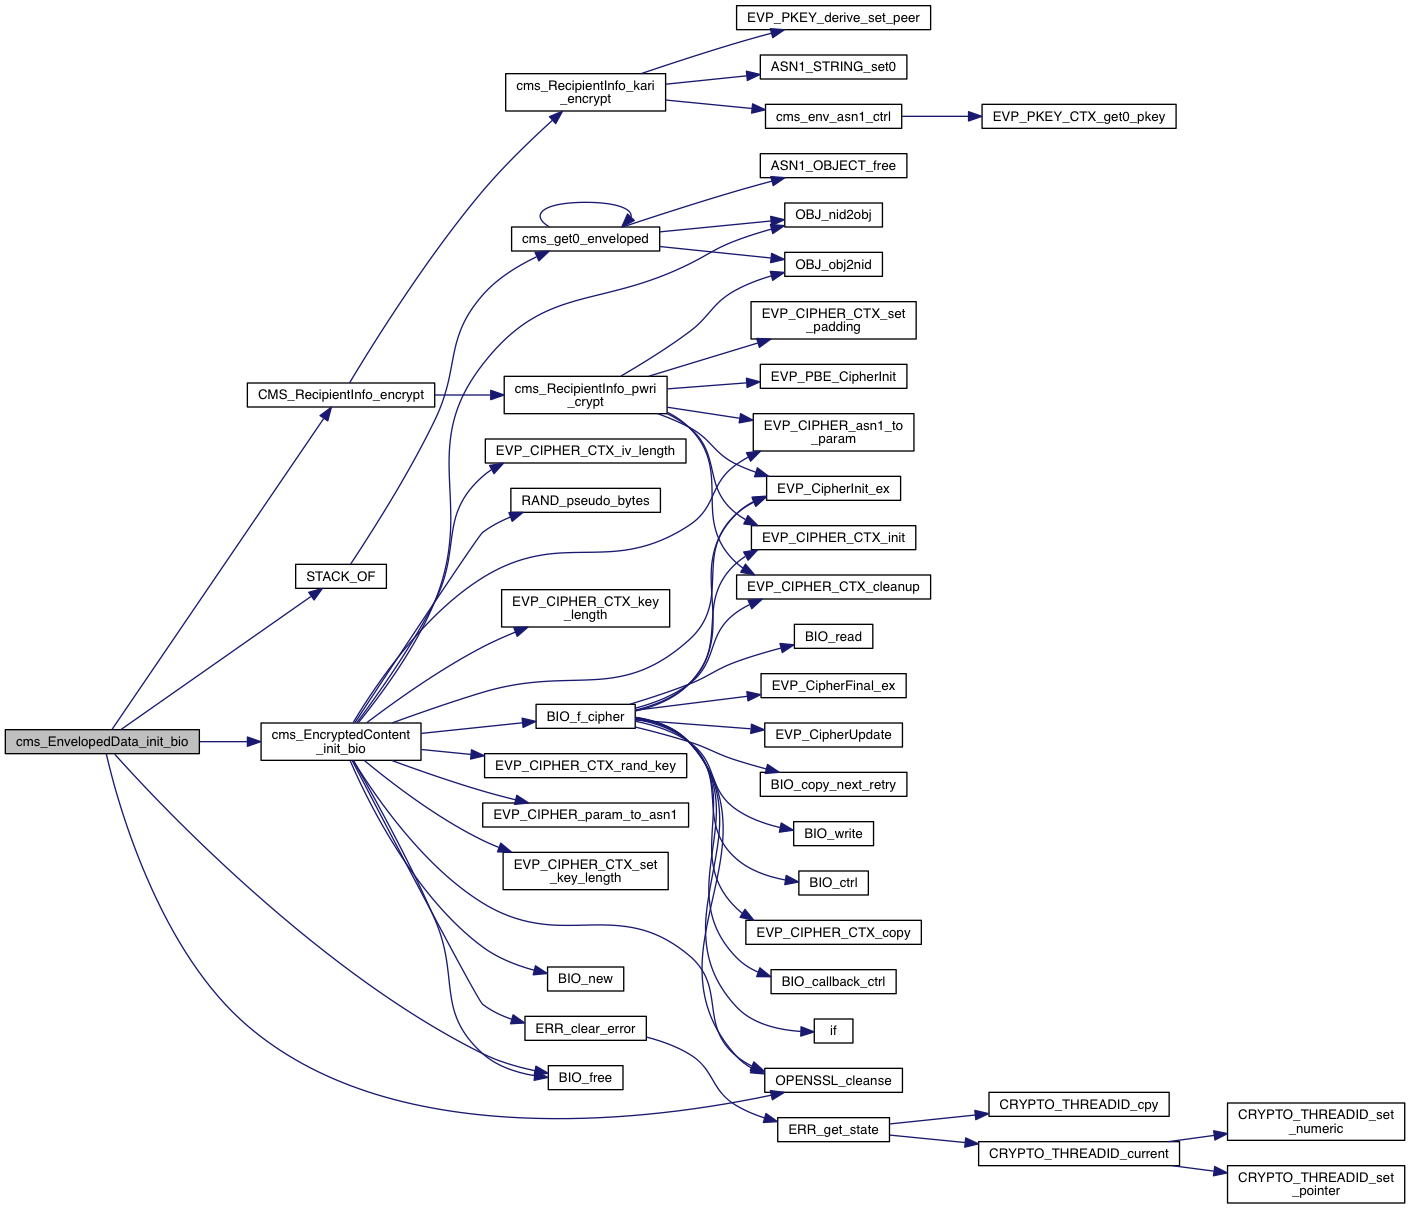 EVP_PKEY_derive_set_peer
ASN1_STRING_set0
cms_RecipientInfo_kari
_encrypt
cms_env_asn1_ctrl
EVP_PKEY_CTX_get0_pkey
ASN1_OBJECT_free
OBJ_nid2obj
cms_get0_enveloped
OBJ_obj2nid
EVP_CIPHER_CTX_set
_padding
EVP_PBE_CipherInit
CMS_RecipientInfo_encrypt
cms_RecipientInfo_pwri
_crypt
EVP_CIPHER_asn1_to
_param
EVP_CIPHER_CTX_iv_length
EVP_CipherInit_ex
RAND_pseudo_bytes
EVP_CIPHER_CTX_init
STACK_OF
EVP_CIPHER_CTX_cleanup
EVP_CIPHER_CTX_key
_length
BIO_read
EVP_CipherFinal_ex
BIO_f_cipher
cms_EnvelopedData_init_bio
cms_EncryptedContent
_init_bio
EVP_CipherUpdate
EVP_CIPHER_CTX_rand_key
BIO_copy_next_retry
EVP_CIPHER_param_to_asn1
BIO_write
EVP_CIPHER_CTX_set
_key_length
BIO_ctrl
EVP_CIPHER_CTX_copy
BIO_new
BIO_callback_ctrl
ERR_clear_error
if
BIO_free
OPENSSL_cleanse
CRYPTO_THREADID_cpy
ERR_get_state
CRYPTO_THREADID_set
_numeric
CRYPTO_THREADID_current
CRYPTO_THREADID_set
_pointer